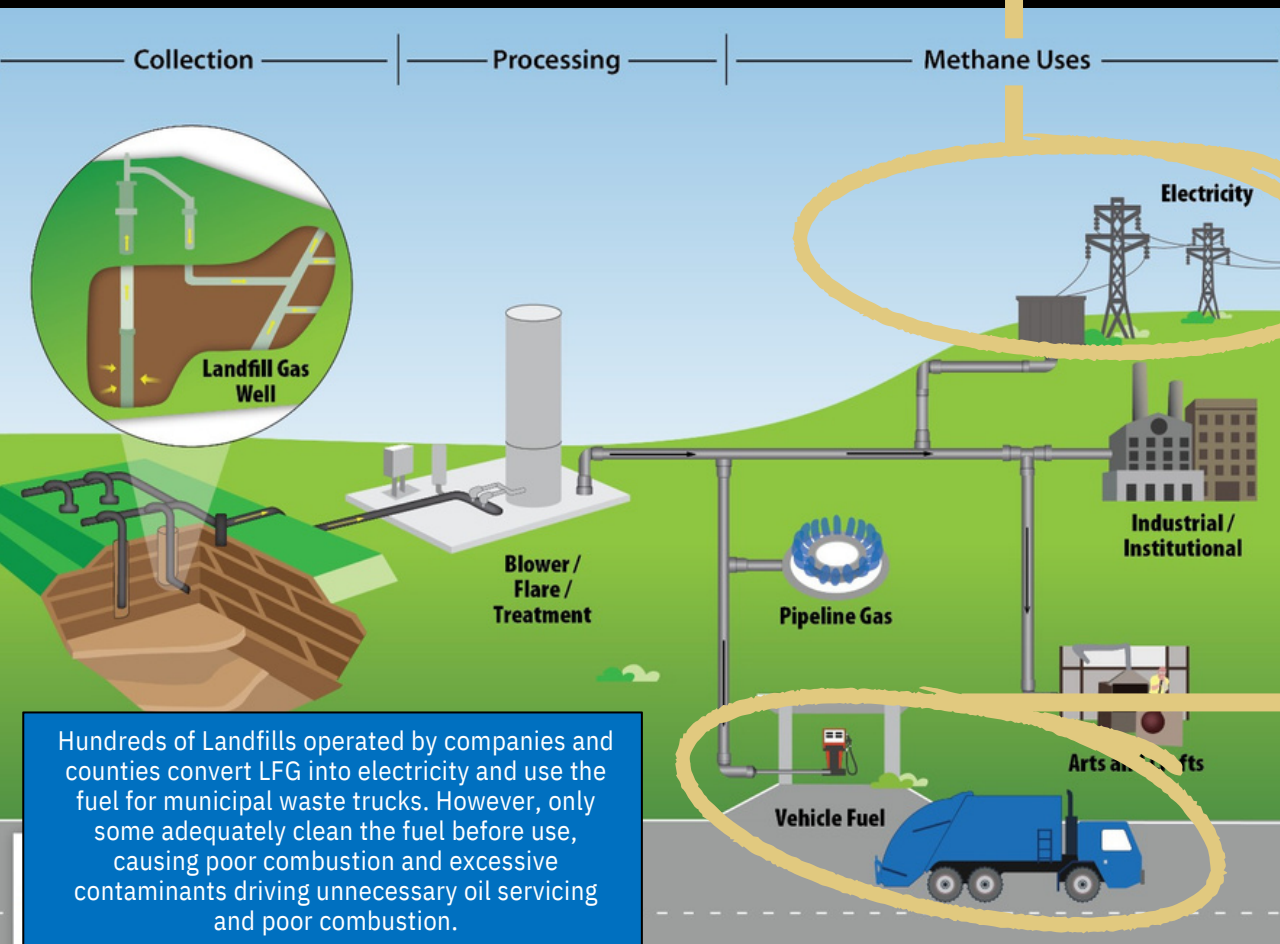 Collection
Processing
Methane Uses
Electricity
Landfill Gas
Well
Industrial /
Institutional
Blower /
Flare /
Treatment
Pipeline Gas
Arts
Vehicle Fuel
Hundreds of Landfills operated by companies and
counties convert LFG into electricity and use the
fuel for municipal waste trucks. However, only
some adequately clean the fuel before use,
causing poor combustion and excessive
contaminants driving unnecessary oil servicing
and poor combustion.